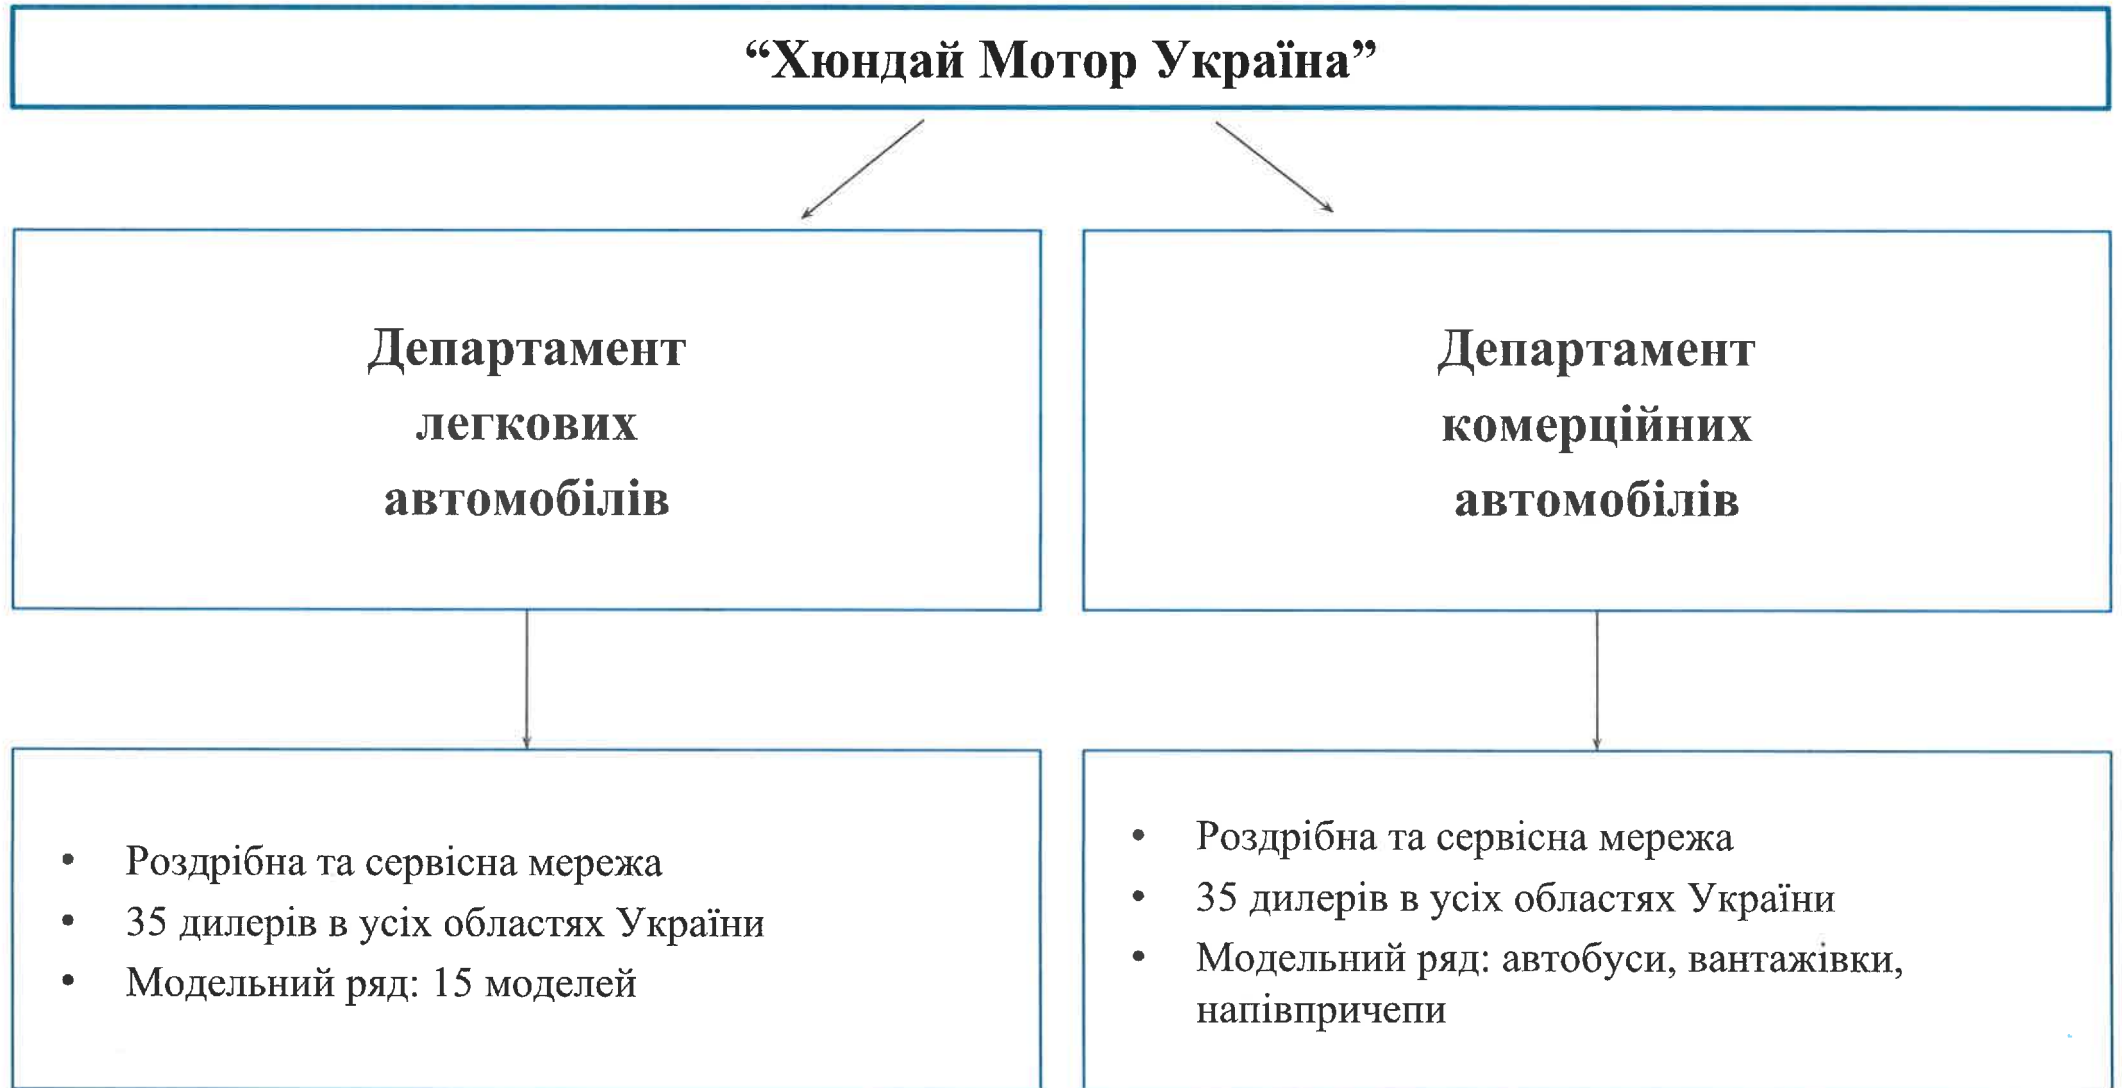 “Хюндай Мотор Україна”
Департамент
легкових
автомобілів
Департамент
комерційних
автомобілів
• Роздрібна та сервісна мережа
• 35 дилерів в усіх областях України
• Модельний ряд: 15 моделей
• Роздрібна та сервісна мережа
• 35 дилерів в усіх областях України
• Модельний ряд: автобуси, вантажівки,
напівпричепи